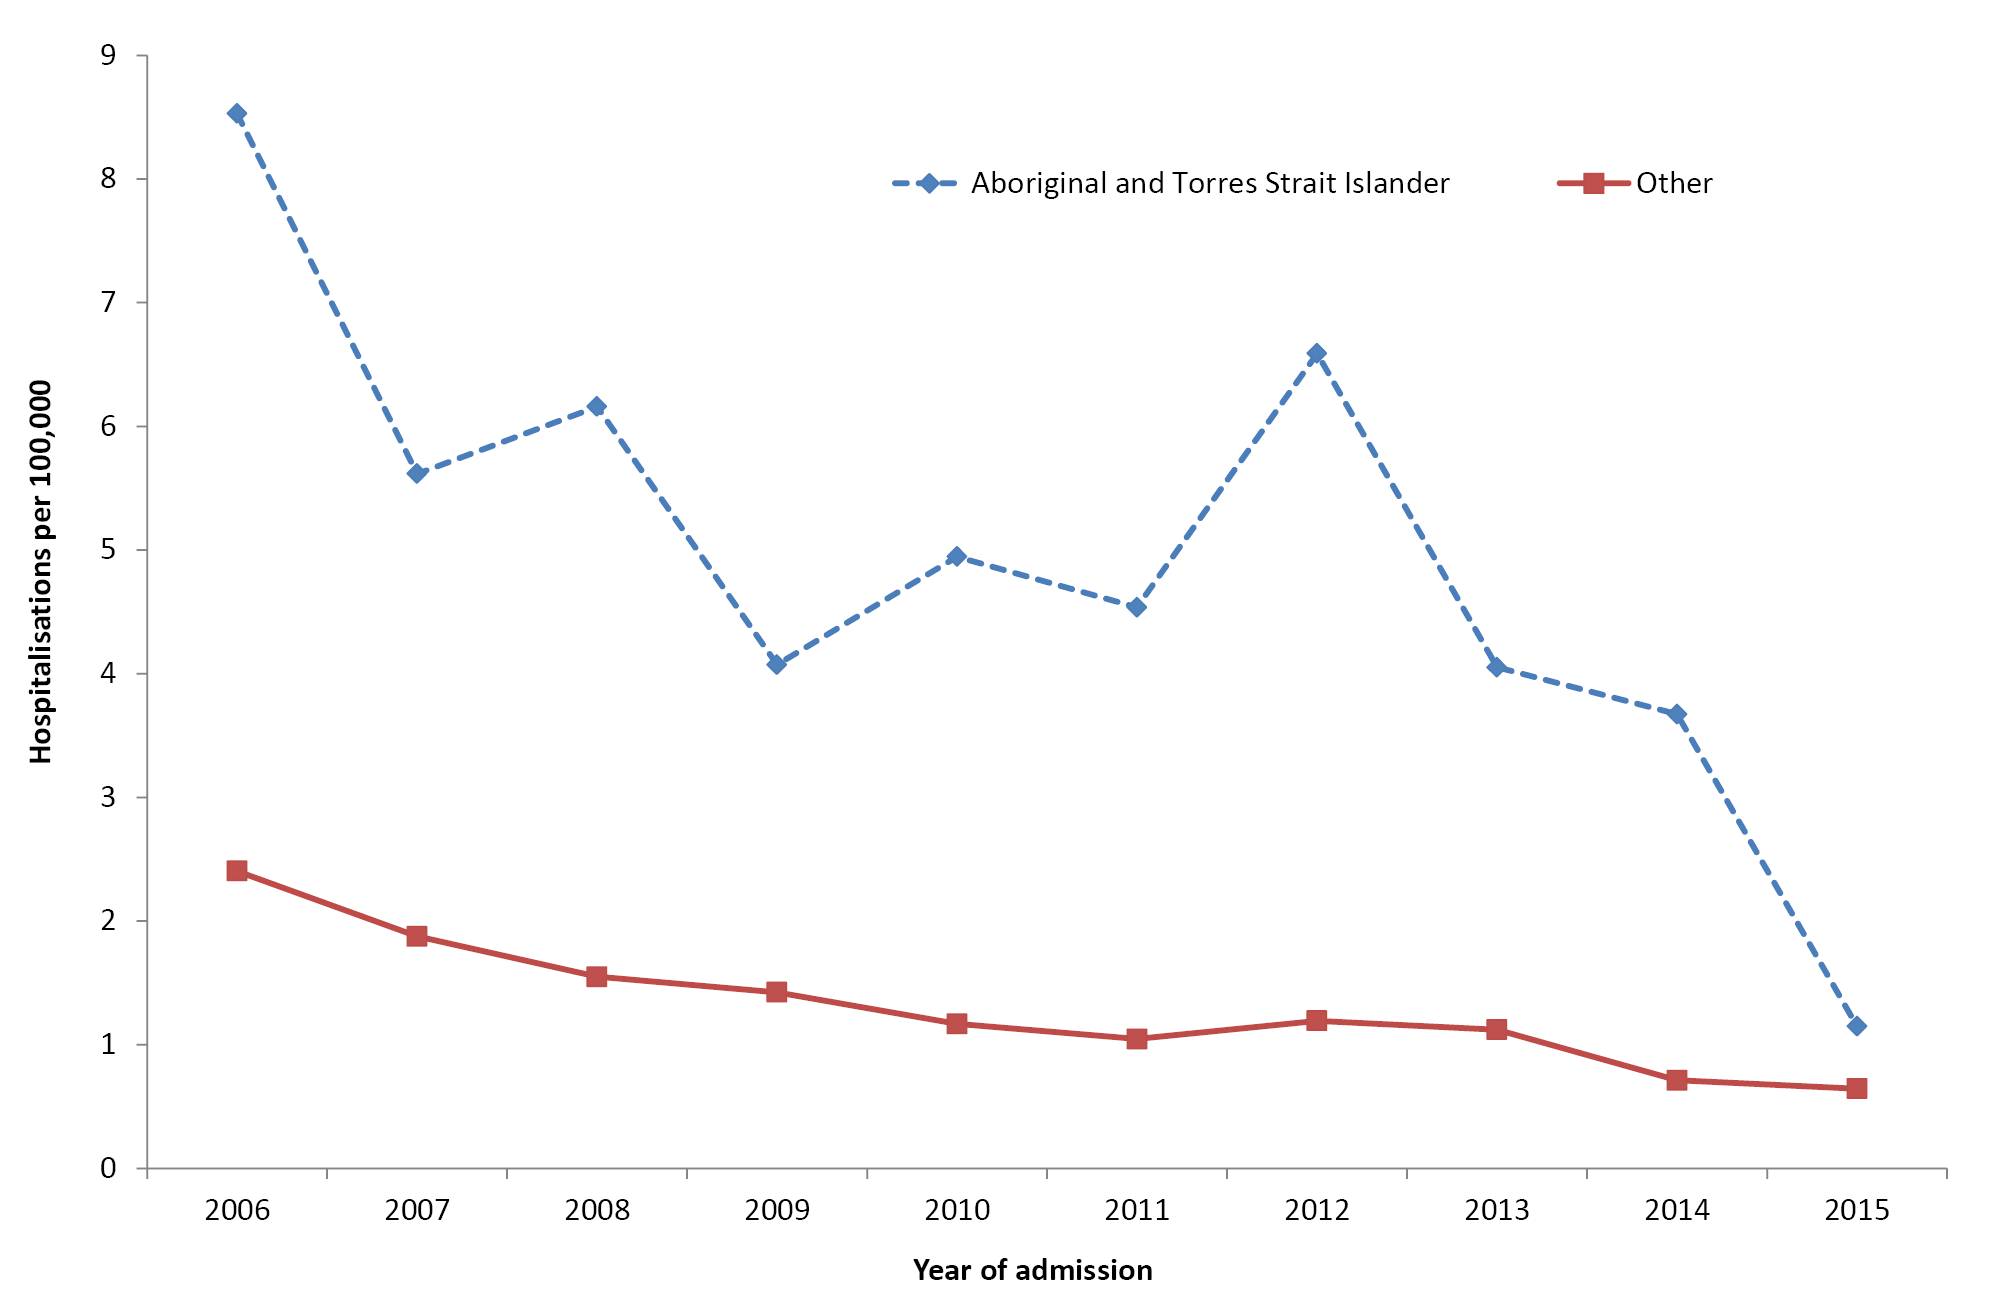 9
8
7
6
5
4
3
2
1
0
Hospitalisations per 100,000
Aboriginal and Torres Strait Islander
Other
2006 2007 2008 2009 2010 2011 2012 2013 2014 2015
Year of admission